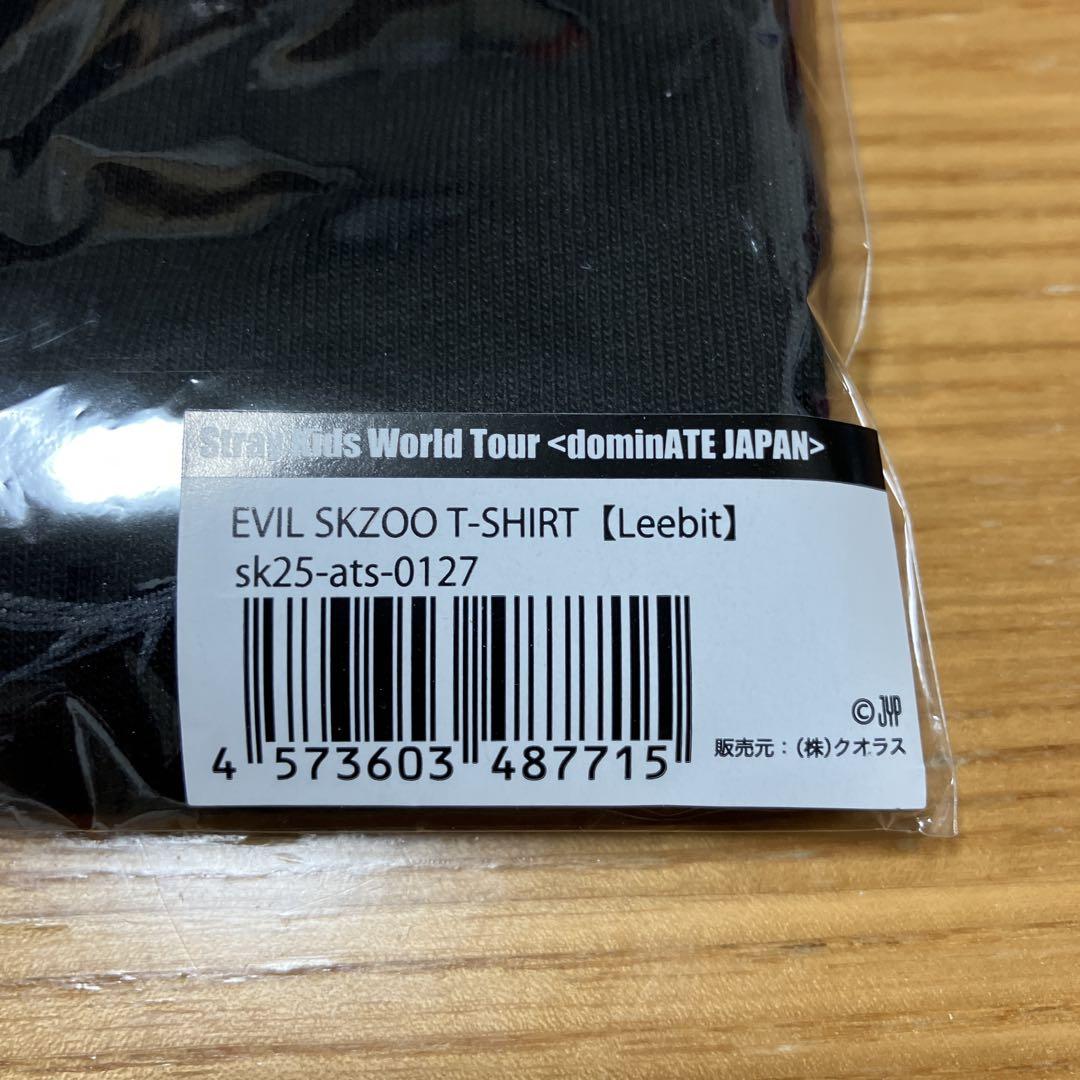 Stray Kids World Tour <dominATE JAPAN>
EVIL SKZOO T-SHIRT【Leebit】
sk25-ats-0127
4 573603 487715
© JYP
販売元：(株)クオラス